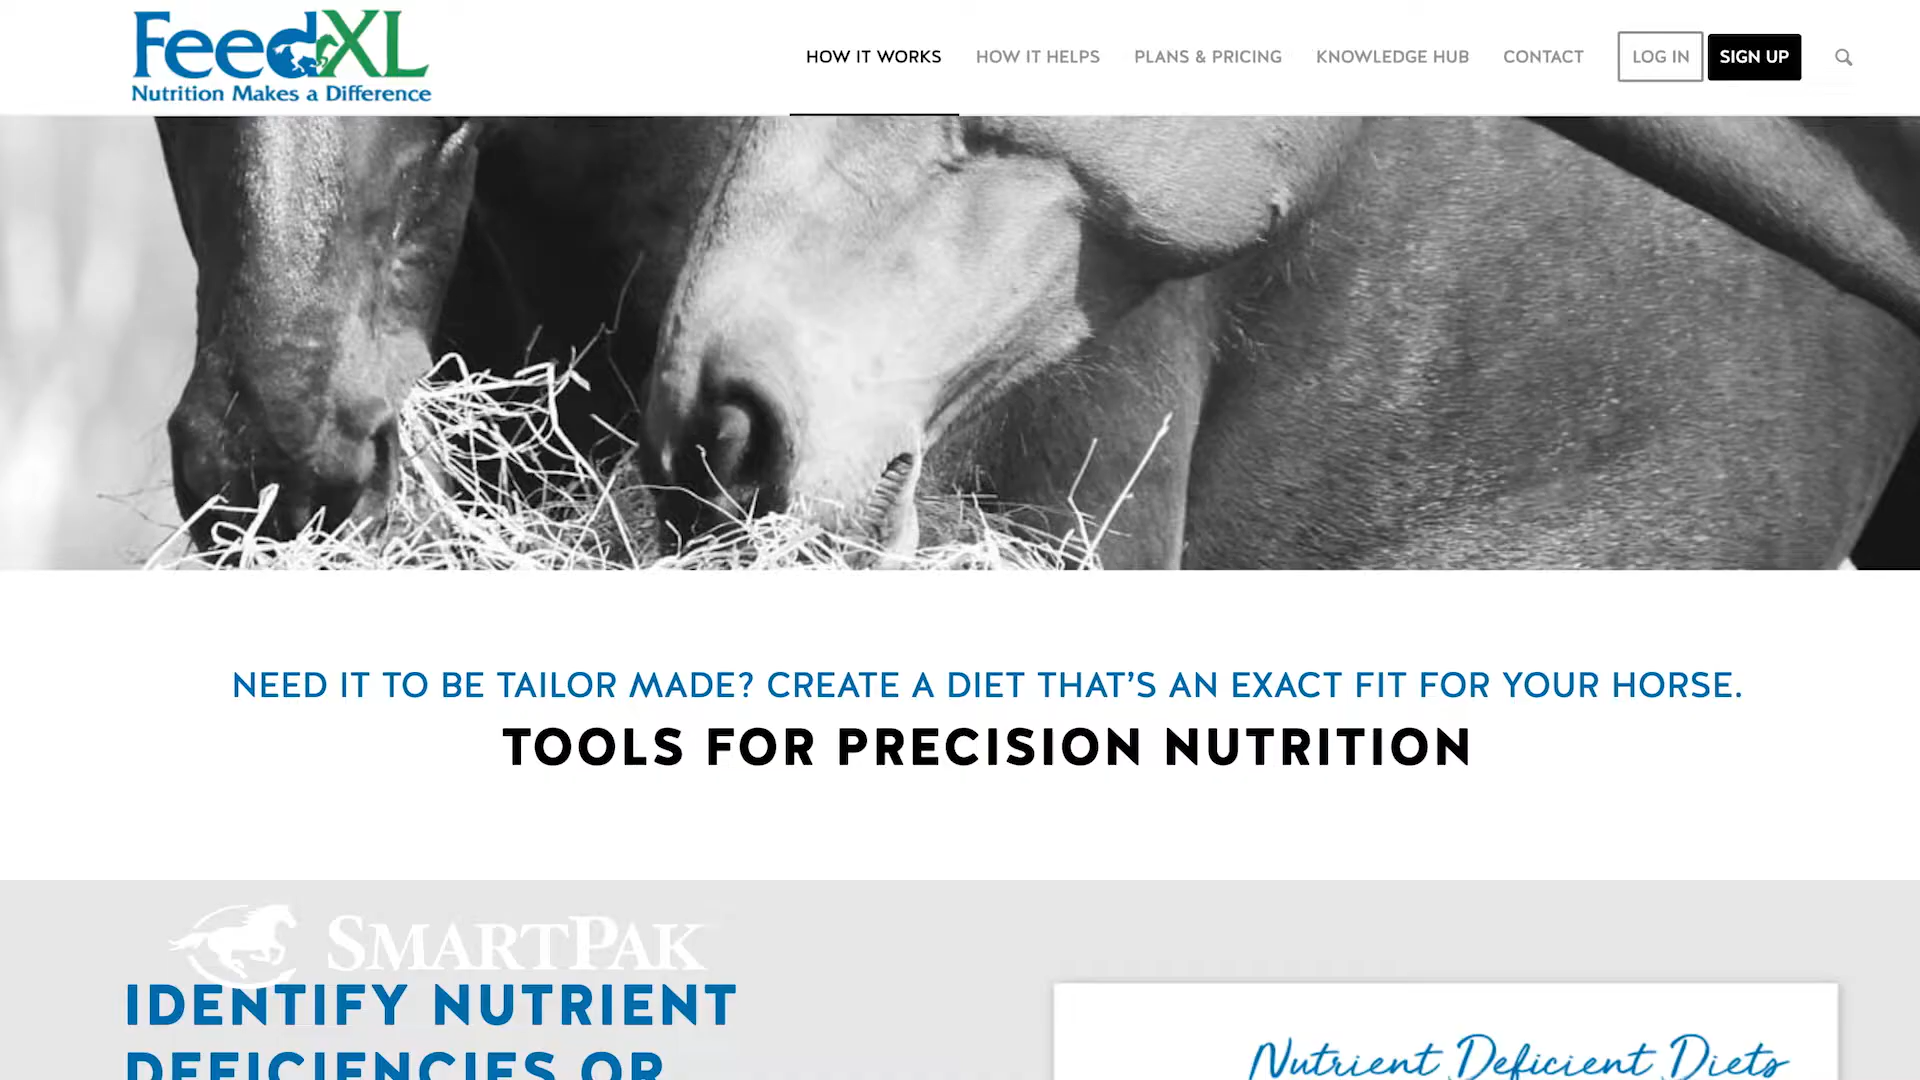 FeedXL
Nutrition Makes a Difference
HOW IT WORKS
HOW IT HELPS
PLANS & PRICING
KNOWLEDGE HUB
CONTACT
LOG IN
SIGN UP
NEED IT TO BE TAILOR MADE? CREATE A DIET THAT’S AN EXACT FIT FOR YOUR HORSE.
TOOLS FOR PRECISION NUTRITION
SMARTPAK
IDENTIFY NUTRIENT
DEFICIENCIES OR
Nutrient Deficient Diets